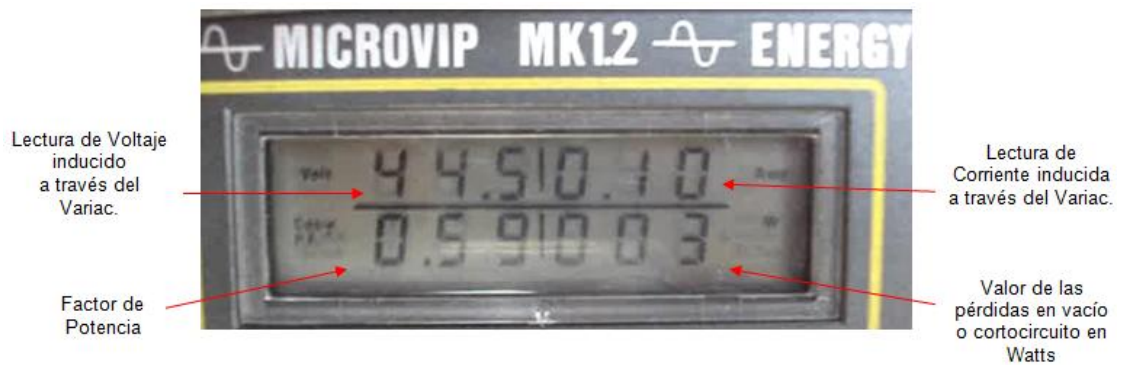 MICROVIP MK1.2 ENERGY
Lectura de Voltaje
inducido
a través del
Variac.
Volt 44.5 0.10
Lectura de
Corriente inducida
a través del Variac.
P.F. 0.59 003 W
Factor de
Potencia
Valor de las
pérdidas en vacío
o cortocircuito en
Watts